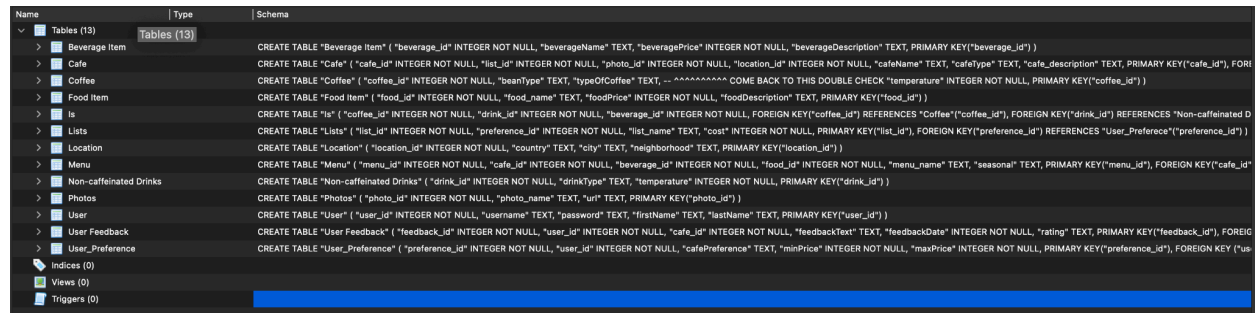 Name Type Schema
Tables (13)
Tables (13)
Beverage Item CREATE TABLE "Beverage Item" ( "beverage_id" INTEGER NOT NULL, "beverageName" TEXT, "beveragePrice" INTEGER NOT NULL, "beverageDescription" TEXT, PRIMARY KEY("beverage_id") )
Cafe CREATE TABLE "Cafe" ( "cafe_id" INTEGER NOT NULL, "list_id" INTEGER NOT NULL, "photo_id" INTEGER NOT NULL, "location_id" INTEGER NOT NULL, "cafeName" TEXT, "cafeType" TEXT, "cafe_description" TEXT, PRIMARY KEY("cafe_id"), FORE
Coffee CREATE TABLE "Coffee" ( "coffee_id" INTEGER NOT NULL, "beanType" TEXT, "typeOfCoffee" TEXT, -- ^^^^^^^^^^ COME BACK TO THIS DOUBLE CHECK "temperature" INTEGER NOT NULL, PRIMARY KEY("coffee_id") )
Food Item CREATE TABLE "Food Item" ( "food_id" INTEGER NOT NULL, "food_name" TEXT, "foodPrice" INTEGER NOT NULL, "foodDescription" TEXT, PRIMARY KEY("food_id") )
Is CREATE TABLE "Is" ( "coffee_id" INTEGER NOT NULL, "drink_id" INTEGER NOT NULL, "beverage_id" INTEGER NOT NULL, FOREIGN KEY("coffee_id") REFERENCES "Coffee"("coffee_id"), FOREIGN KEY("drink_id") REFERENCES "Non-caffeinated D
Lists CREATE TABLE "Lists" ( "list_id" INTEGER NOT NULL, "preference_id" INTEGER NOT NULL, "list_name" TEXT, "cost" INTEGER NOT NULL, PRIMARY KEY("list_id"), FOREIGN KEY("preference_id") REFERENCES "User_Preferece"("preference_id") )
Location CREATE TABLE "Location" ( "location_id" INTEGER NOT NULL, "country" TEXT, "city" TEXT, "neighborhood" TEXT, PRIMARY KEY("location_id") )
Menu CREATE TABLE "Menu" ( "menu_id" INTEGER NOT NULL, "cafe_id" INTEGER NOT NULL, "beverage_id" INTEGER NOT NULL, "food_id" INTEGER NOT NULL, "menu_name" TEXT, "seasonal" TEXT, PRIMARY KEY("menu_id"), FOREIGN KEY("cafe_id"
Non-caffeinated Drinks CREATE TABLE "Non-caffeinated Drinks" ( "drink_id" INTEGER NOT NULL, "drinkType" TEXT, "temperature" INTEGER NOT NULL, PRIMARY KEY("drink_id") )
Photos CREATE TABLE "Photos" ( "photo_id" INTEGER NOT NULL, "photo_name" TEXT, "url" TEXT, PRIMARY KEY("photo_id") )
User CREATE TABLE "User" ( "user_id" INTEGER NOT NULL, "username" TEXT, "password" TEXT, "firstName" TEXT, "lastName" TEXT, PRIMARY KEY("user_id") )
User Feedback CREATE TABLE "User Feedback" ( "feedback_id" INTEGER NOT NULL, "user_id" INTEGER NOT NULL, "cafe_id" INTEGER NOT NULL, "feedbackText" TEXT, "feedbackDate" INTEGER NOT NULL, "rating" TEXT, PRIMARY KEY("feedback_id"), FOREIG
User_Preference CREATE TABLE "User_Preference" ( "preference_id" INTEGER NOT NULL, "user_id" INTEGER NOT NULL, "cafePreference" TEXT, "minPrice" INTEGER NOT NULL, "maxPrice" INTEGER NOT NULL, PRIMARY KEY("preference_id"), FOREIGN KEY ("use
Indices (0)
Views (0)
Triggers (0)